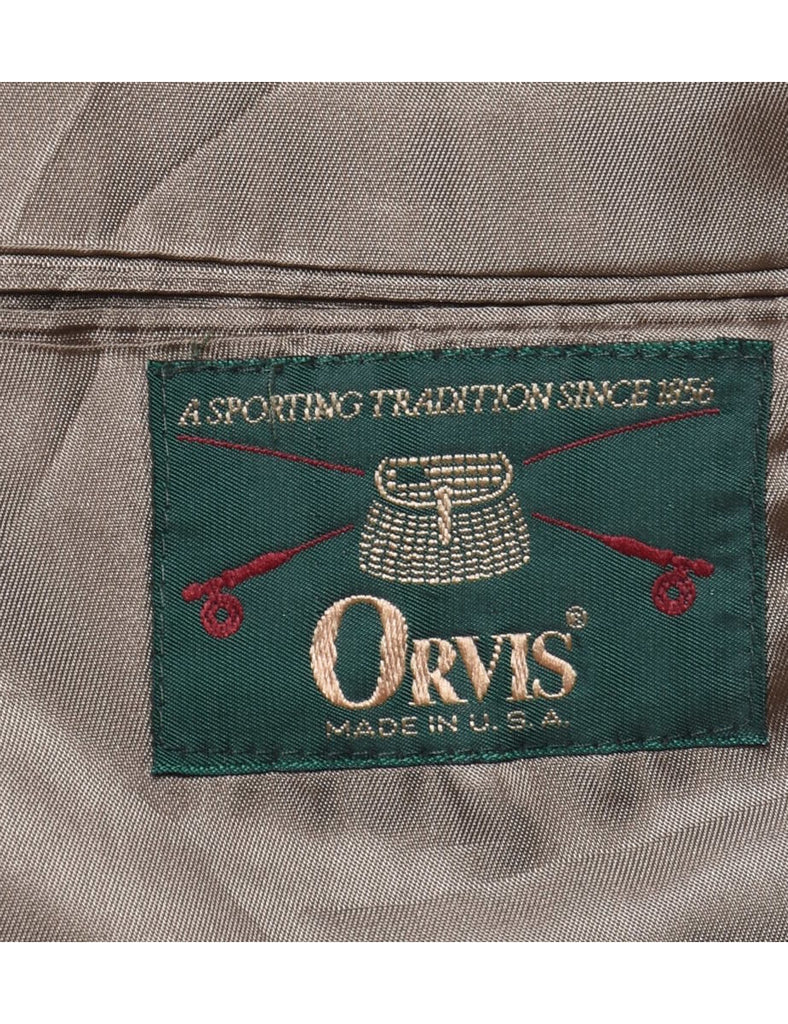 A SPORTING TRADITION SINCE 1856
ORVIS®
MADE IN U.S.A.